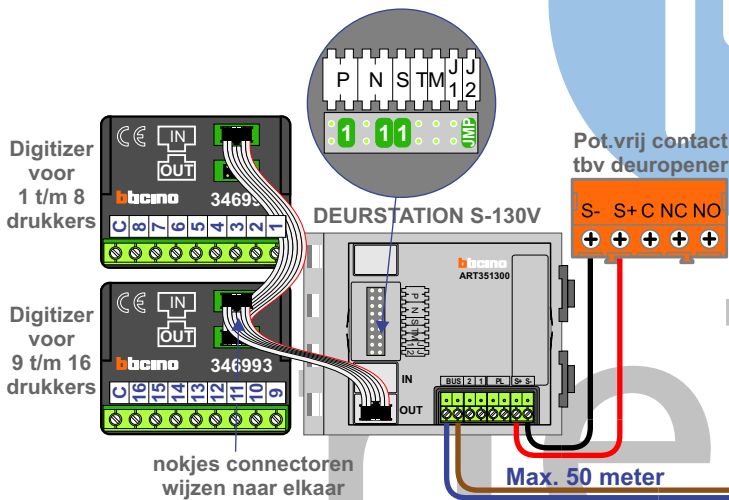 P N S T M J1 J2
1 1 1 JMP
Digitizer
voor
1 t/m 8
drukkers
CE IN
OUT
bticino
C 8 7 6 5 4 3 2 1
DEURSTATION S-130V
Pot.vrij contact
tbv deuropener
S- S+ C NC NO
bticino
ART351300
P N S T M 1 2
IN
OUT
BUS 2 1 PL S+ S-
Digitizer
voor
9 t/m 16
drukkers
CE IN
OUT
bticino 346993
C 16 15 14 13 12 11 10 9
nokjes connectoren
wijzen naar elkaar
Max. 50 meter